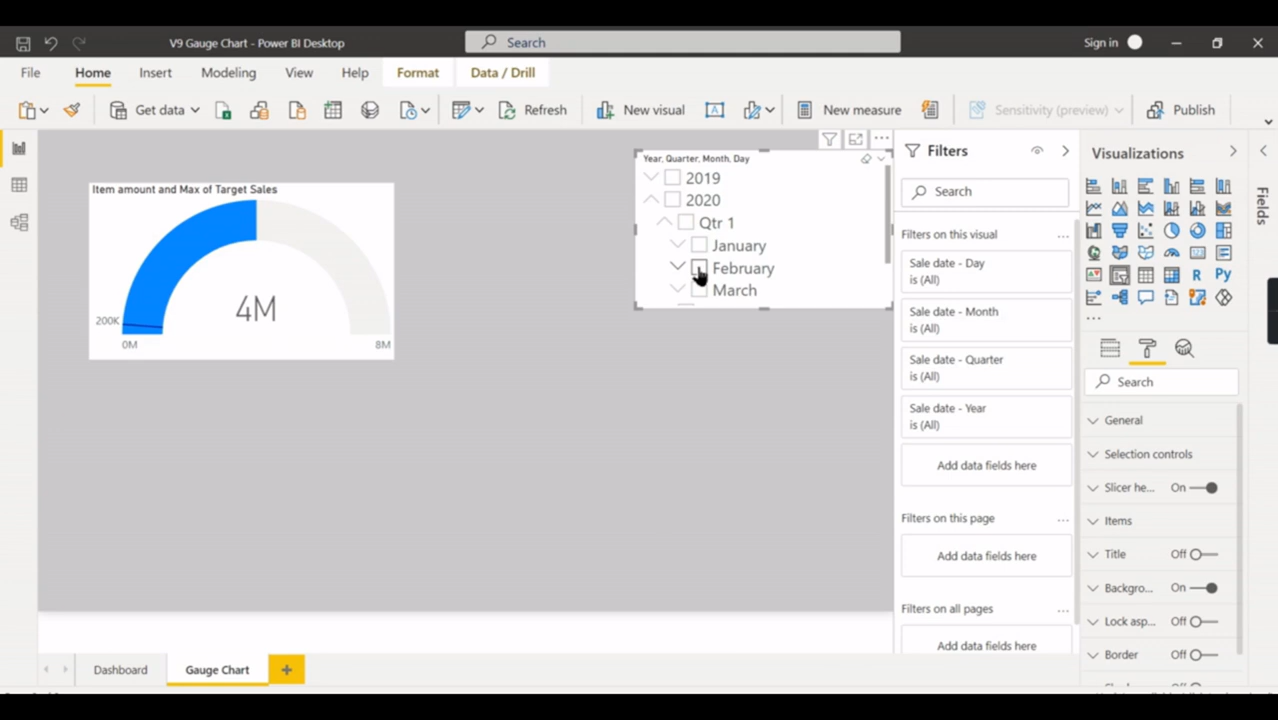 V9 Gauge Chart - Power BI Desktop
Search
Sign in
File
Home
Insert
Modeling
View
Help
Format
Data / Drill
Get data
Refresh
New visual
New measure
Sensitivity (preview)
Publish
Item amount and Max of Target Sales
200K
4M
0M
8M
Year, Quarter, Month, Day
2019
2020
Qtr 1
January
February
March
Filters
Search
Filters on this visual
Sale date - Day
is (All)
Sale date - Month
is (All)
Sale date - Quarter
is (All)
Sale date - Year
is (All)
Add data fields here
Filters on this page
Add data fields here
Filters on all pages
Add data fields here
Visualizations
R
Py
Search
General
Selection controls
Slicer he... On
Items
Title Off
Backgro... On
Lock asp... Off
Border Off
Fields
Dashboard
Gauge Chart